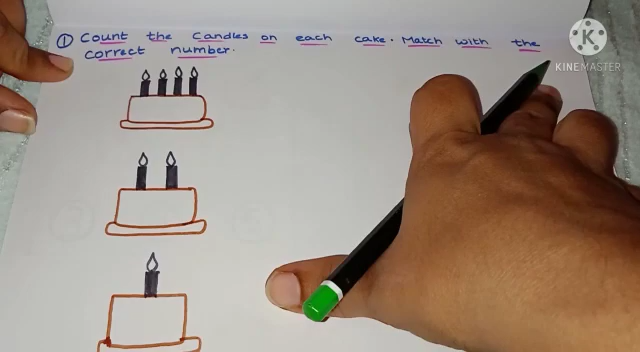 ① Count the Candles on each cake. Match with the
correct number.
KINEMASTER